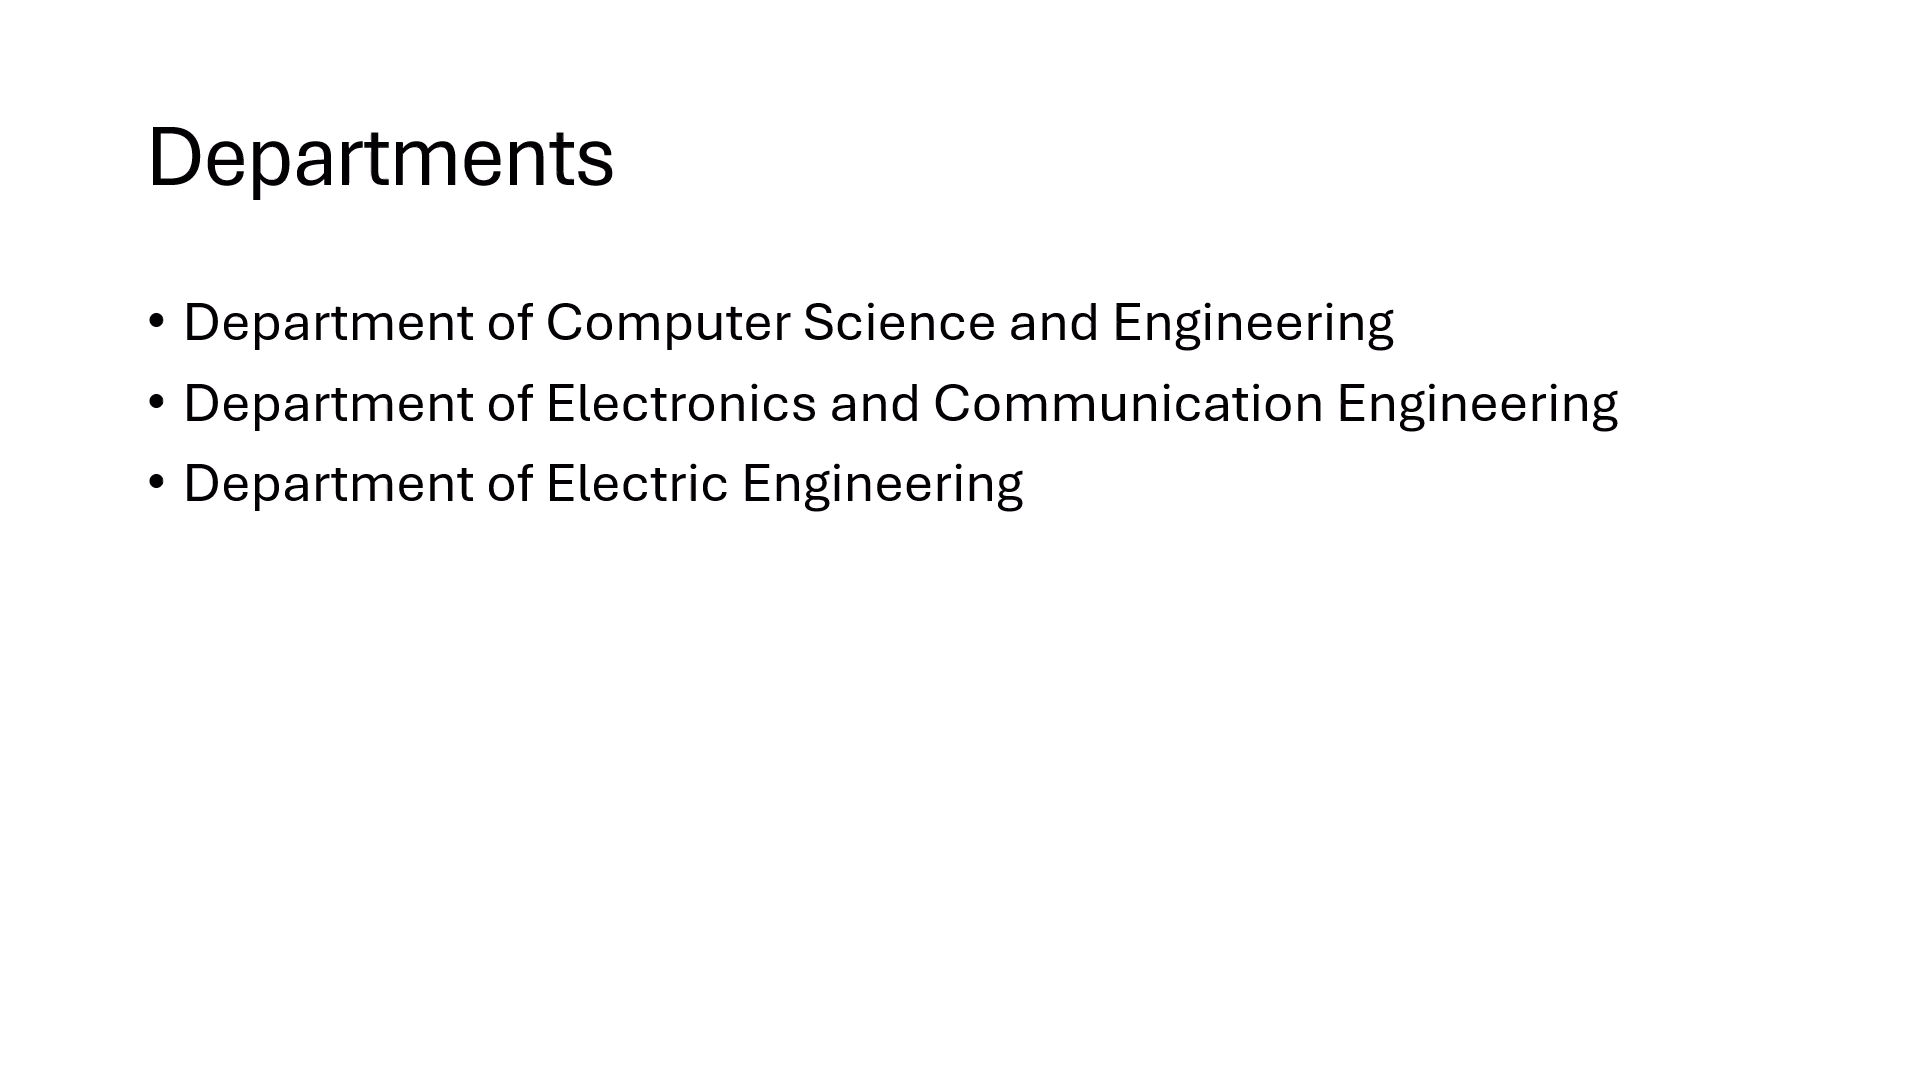 Departments
• Department of Computer Science and Engineering
• Department of Electronics and Communication Engineering
• Department of Electric Engineering